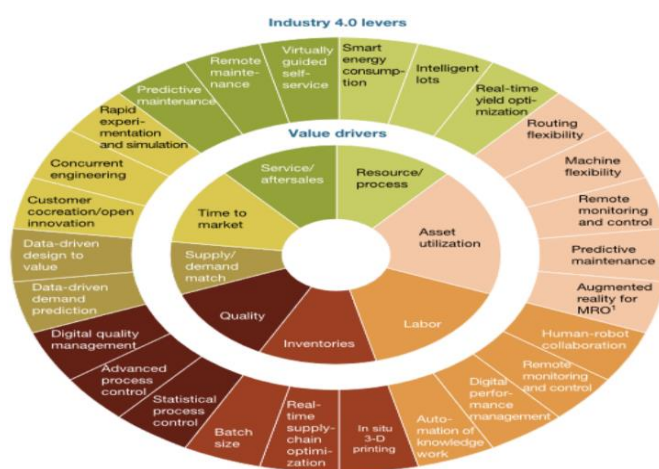 Industry 4.0 levers
Smart
energy
consump-
tion
Intelligent
lots
Real-time
yield opti-
mization
Routing
flexibility
Machine
flexibility
Remote
monitoring
and control
Predictive
maintenance
Augmented
reality for
MRO¹
Human-robot
collaboration
Remote
monitoring
and control
Digital
perfor-
mance
management
Auto-
mation of
knowledge
work
In situ
3-D
printing
Real-
time
supply-
chain
optimi-
zation
Batch
size
Statistical
process
control
Advanced
process
control
Digital quality
management
Data-driven
demand
prediction
Data-driven
design to
value
Customer
cocreation/open
innovation
Concurrent
engineering
Rapid
experi-
mentation
and simulation
Predictive
maintenance
Remote
mainte-
nance
Virtually
guided
self-
service
Value drivers
Resource/
process
Asset
utilization
Labor
Inventories
Quality
Supply/
demand
match
Time to
market
Service/
aftersales